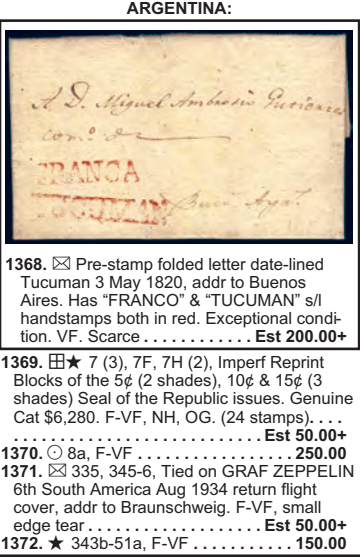 ARGENTINA:
A D. Miguel Ambrosio Gutierrez
FRANCA
TUCUMAN
1368. ✉ Pre-stamp folded letter date-lined
Tucuman 3 May 1820, addr to Buenos
Aires. Has “FRANCO” & “TUCUMAN” s/l
handstamps both in red. Exceptional condi-
tion. VF. Scarce . . . . . . . . . . . . Est 200.00+
1369. ⊞★ 7 (3), 7F, 7H (2), Imperf Reprint
Blocks of the 5¢ (2 shades), 10¢ & 15¢ (3
shades) Seal of the Republic issues. Genuine
Cat $6,280. F-VF, NH, OG. (24 stamps). . . .
. . . . . . . . . . . . . . . . . . . . . . . Est 50.00+
1370. ⊙ 8a, F-VF . . . . . . . . . . . . . . . . 250.00
1371. ✉ 335, 345-6, Tied on GRAF ZEPPELIN
6th South America Aug 1934 return flight
cover, addr to Braunschweig. F-VF, small
edge tear . . . . . . . . . . . . . . . . . Est 50.00+
1372. ★ 343b-51a, F-VF . . . . . . . . . . . 150.00